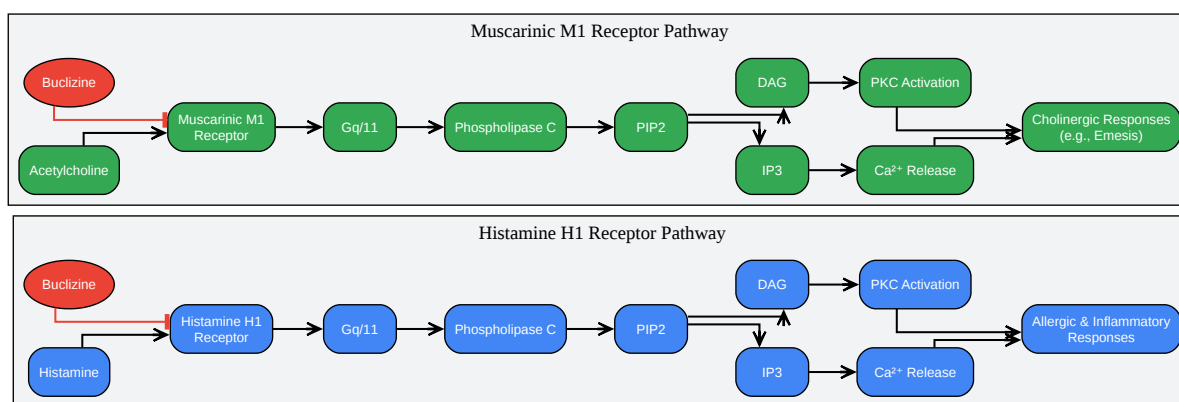 Muscarinic M1 Receptor Pathway
Buclizine
DAG
PKC Activation
Muscarinic M1
Receptor
Gq/11
Phospholipase C
PIP2
Cholinergic Responses
(e.g., Emesis)
Acetylcholine
IP3
Ca²⁺ Release
Histamine H1 Receptor Pathway
Buclizine
DAG
PKC Activation
Histamine H1
Receptor
Gq/11
Phospholipase C
PIP2
Allergic & Inflammatory
Responses
Histamine
IP3
Ca²⁺ Release